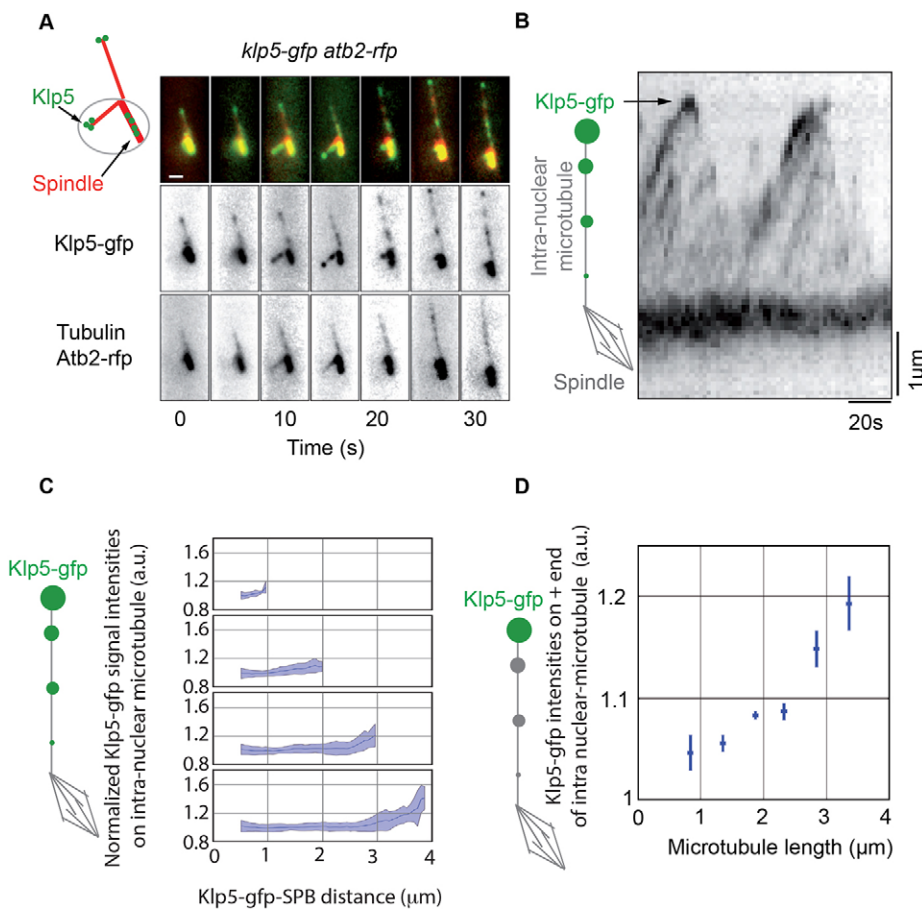 A
klp5-gfp atb2-rfp
Klp5
Spindle
Klp5-gfp
Tubulin
Atb2-rfp
0 10 20 30
Time (s)
B
Klp5-gfp
Intra-nuclear
microtubule
Spindle
1μm
20s
C
Klp5-gfp
Normalized Klp5-gfp signal intensities
on intra-nuclear microtubule (a.u.)
1.6
1.2
0.8
1.6
1.2
0.8
1.6
1.2
0.8
1.6
1.2
0.8
0 1 2 3 4
Klp5-gfp-SPB distance (μm)
D
Klp5-gfp
Klp5-gfp intensities on + end
of intra nuclear-microtubule (a.u.)
1.2
1.1
1
0 1 2 3 4
Microtubule length (μm)